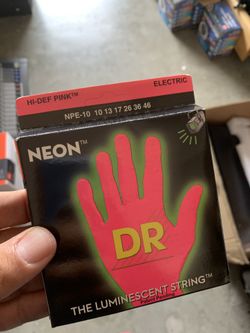 HI-DEF PINK™
ELECTRIC
NPE-10 10 13 17 26 36 46
NEON™
DR
THE LUMINESCENT STRING™